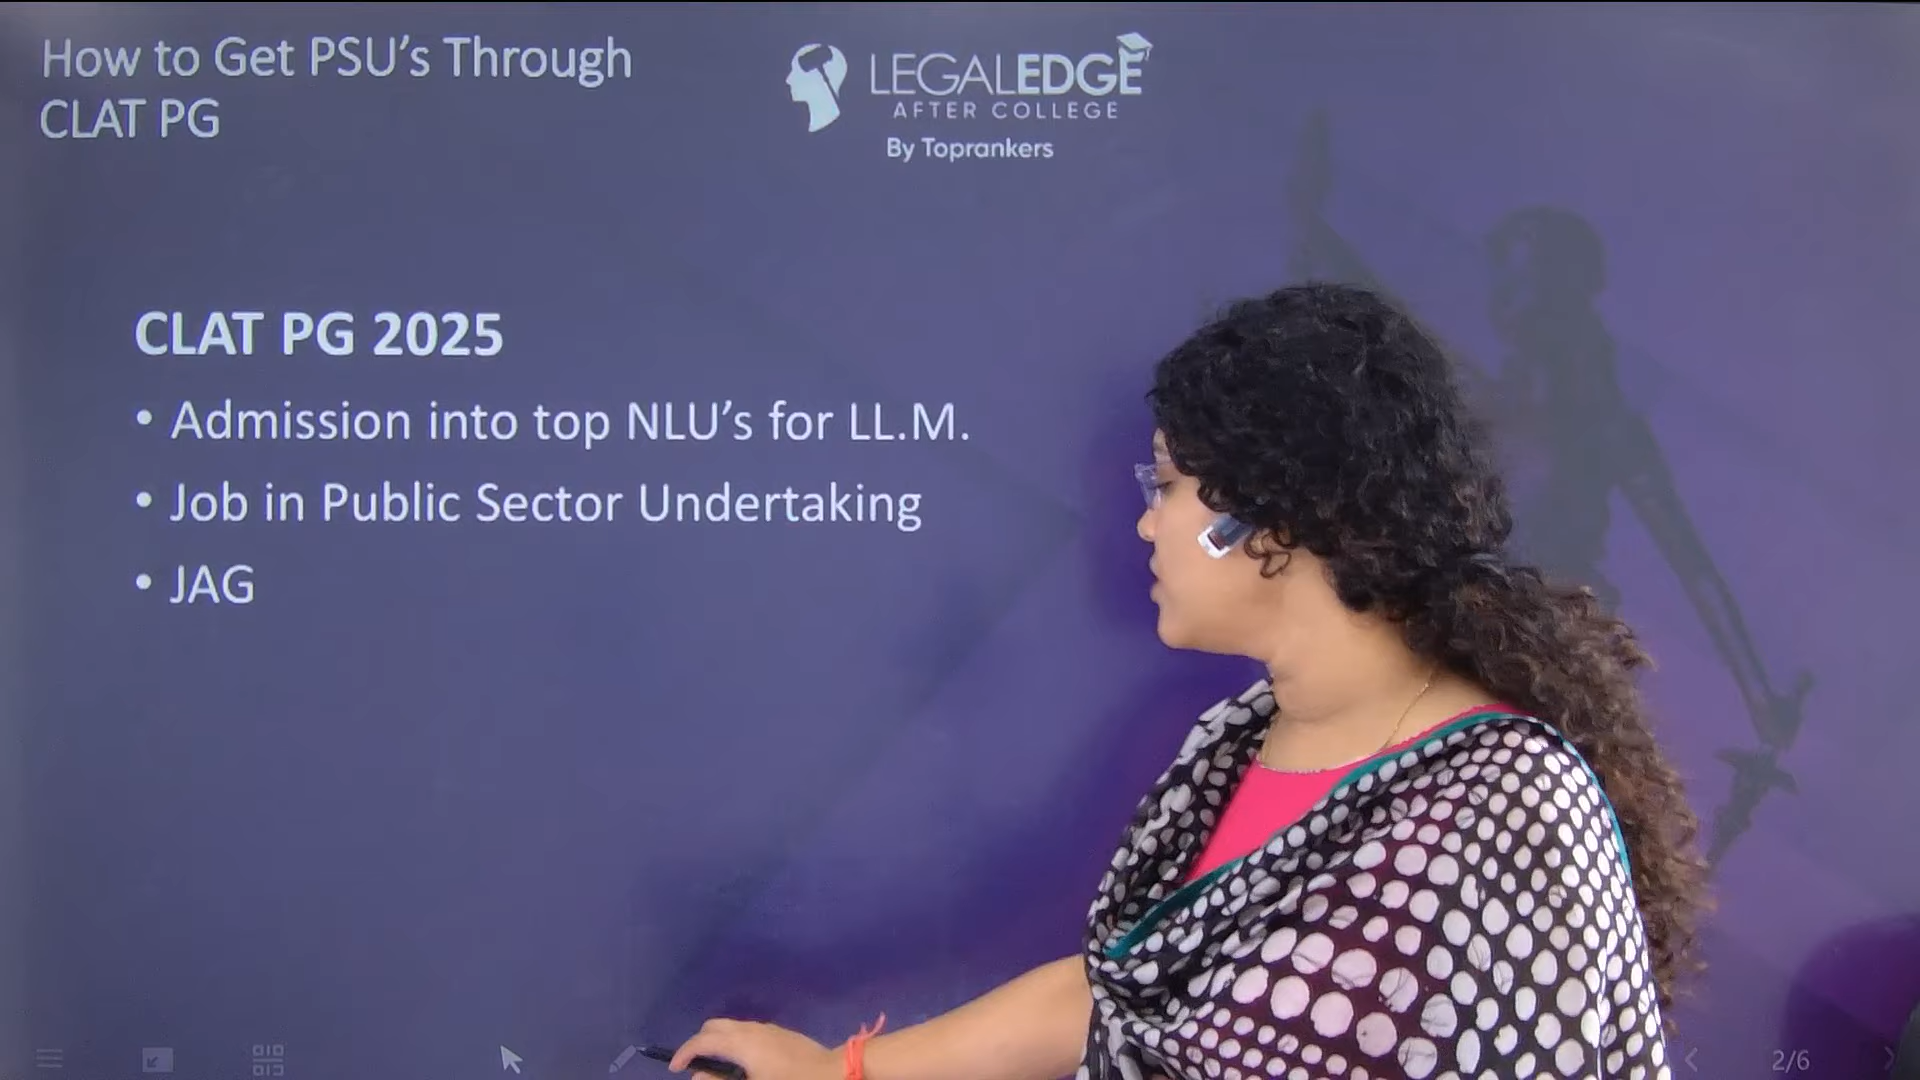 How to Get PSU's Through
CLAT PG
LEGALEDGE
AFTER COLLEGE
By Toprankers
CLAT PG 2025
• Admission into top NLU's for LL.M.
• Job in Public Sector Undertaking
• JAG
2/6